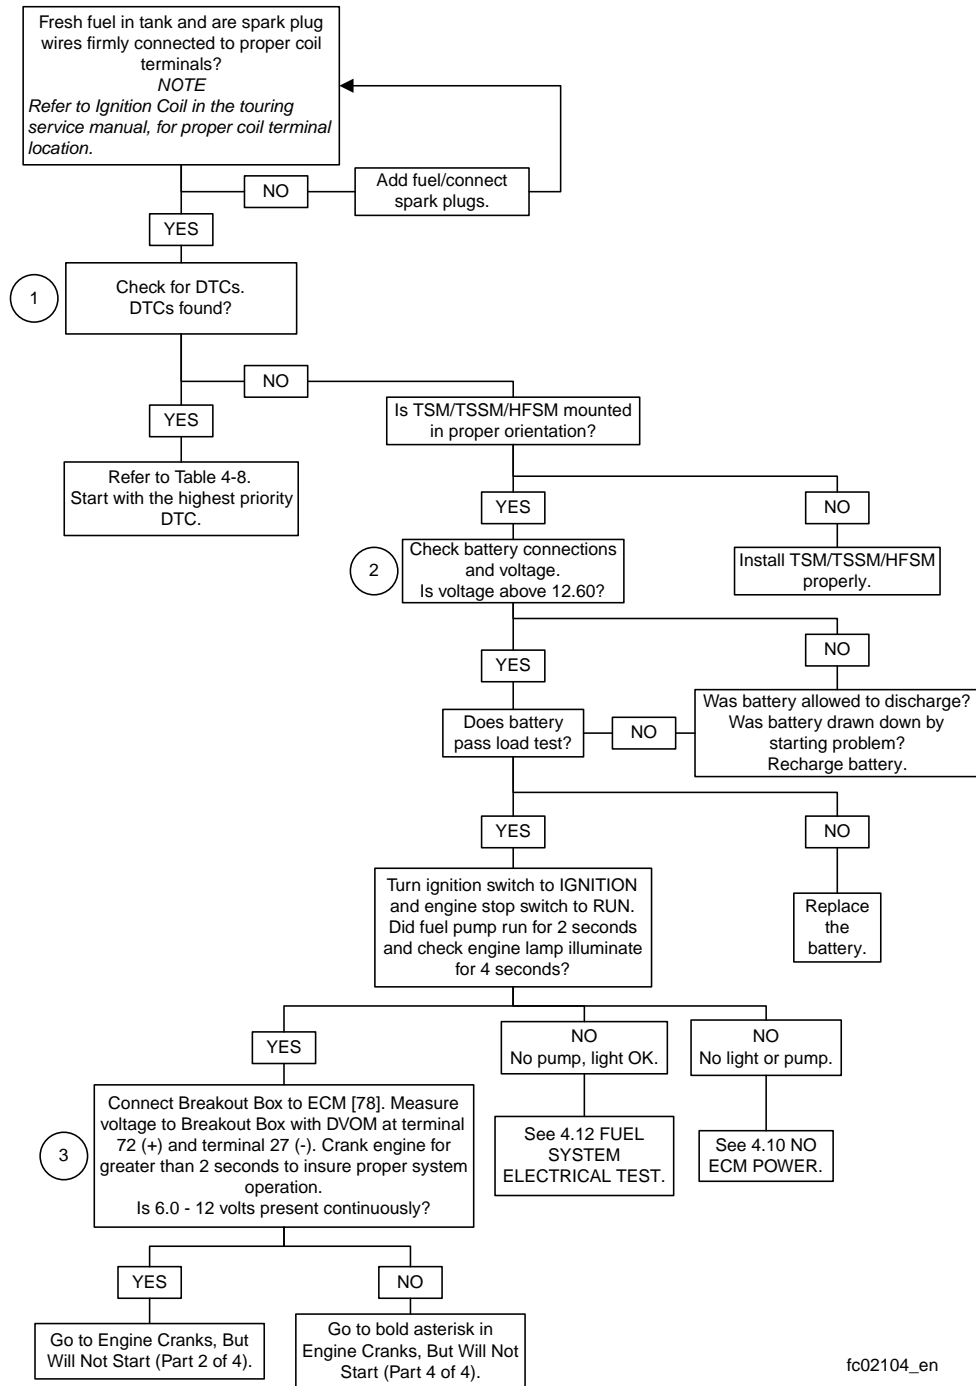 Fresh fuel in tank and are spark plug
wires firmly connected to proper coil
terminals?
NOTE
Refer to Ignition Coil in the touring
service manual, for proper coil terminal
location.
NO
Add fuel/connect
spark plugs.
YES
1
Check for DTCs.
DTCs found?
NO
YES
Is TSM/TSSM/HFSM mounted
in proper orientation?
Refer to Table 4-8.
Start with the highest priority
DTC.
YES
NO
2
Check battery connections
and voltage.
Is voltage above 12.60?
Install TSM/TSSM/HFSM
properly.
YES
NO
Does battery
pass load test?
NO
Was battery allowed to discharge?
Was battery drawn down by
starting problem?
Recharge battery.
YES
NO
Turn ignition switch to IGNITION
and engine stop switch to RUN.
Did fuel pump run for 2 seconds
and check engine lamp illuminate
for 4 seconds?
Replace
the
battery.
YES
NO
No pump, light OK.
NO
No light or pump.
3
Connect Breakout Box to ECM [78]. Measure
voltage to Breakout Box with DVOM at terminal
72 (+) and terminal 27 (-). Crank engine for
greater than 2 seconds to insure proper system
operation.
Is 6.0 - 12 volts present continuously?
See 4.12 FUEL
SYSTEM
ELECTRICAL TEST.
See 4.10 NO
ECM POWER.
YES
NO
Go to Engine Cranks, But
Will Not Start (Part 2 of 4).
Go to bold asterisk in
Engine Cranks, But Will Not
Start (Part 4 of 4).
fc02104_en